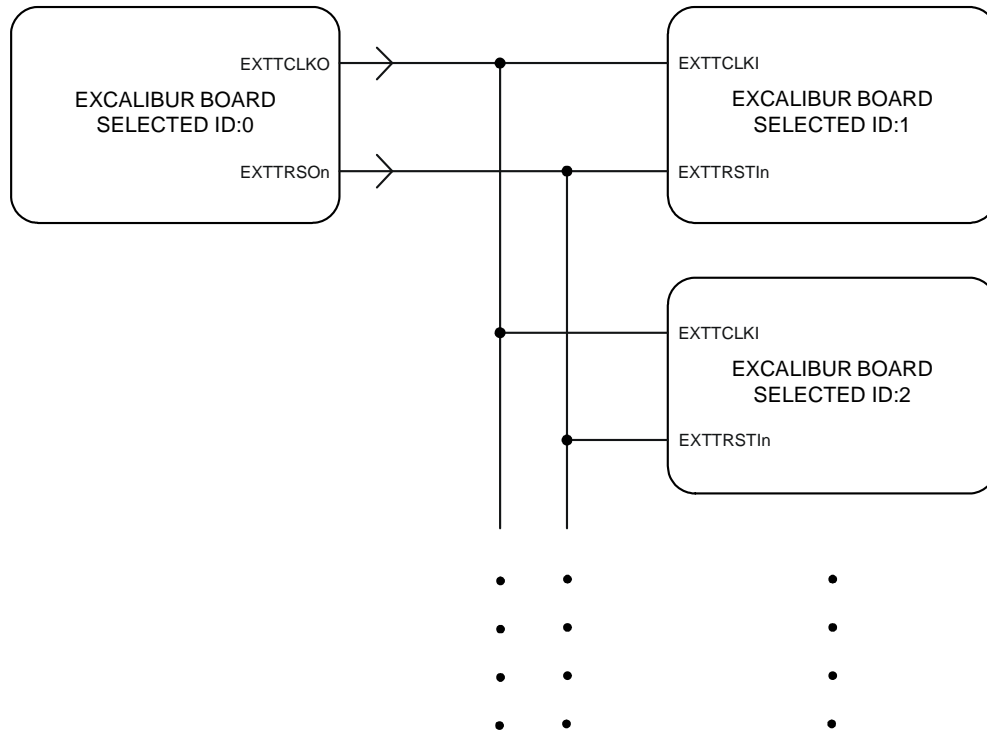 EXTTCLKO
EXCALIBUR BOARD
SELECTED ID:0
EXTTRSOn
EXTTCLKI
EXCALIBUR BOARD
SELECTED ID:1
EXTTRSTIn
EXTTCLKI
EXCALIBUR BOARD
SELECTED ID:2
EXTTRSTIn